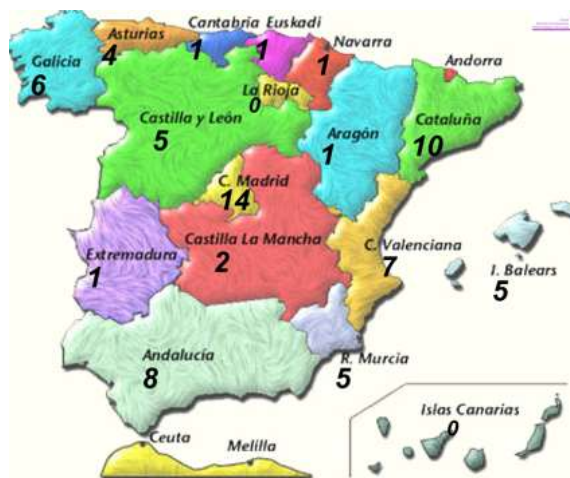 Cantabria Euskadi
Asturias
4
1
1
Navarra
1
Galicia
6
Andorra
La Rioja
0
Castilla y León
5
Cataluña
10
Aragón
1
C. Madrid
14
Castilla La Mancha
2
C. Valenciana
7
Extremadura
1
I. Balears
5
Andalucía
8
R. Murcia
5
Islas Canarias
0
Ceuta
Melilla